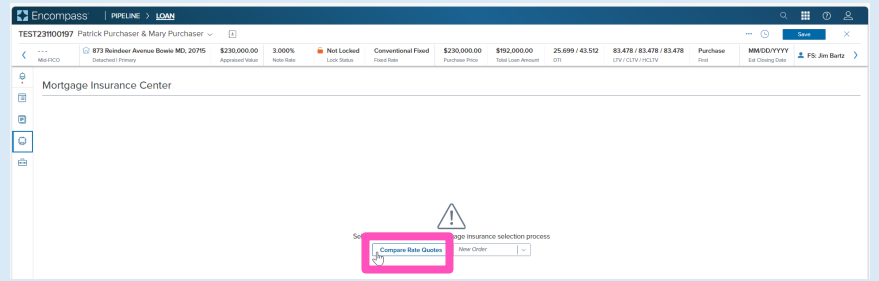 Encompass PIPELINE > LOAN
TEST231100197 Patrick Purchaser & Mary Purchaser
Save
--- 873 Reindeer Avenue Bowie MD, 20715 $230,000.00 3.000% Not Locked Conventional Fixed $230,000.00 $192,000.00 25.699 / 43.512 83.478 / 83.478 / 83.478 Purchase MM/DD/YYYY FS: Jim Bartz
Mid-FICO Detached | Primary Appraised Value Note Rate Lock Status Fixed Rate Purchase Price Total Loan Amount DTI LTV / CLTV / HCLTV First Est Closing Date
Mortgage Insurance Center
insurance selection process
Compare Rate Quotes New Order